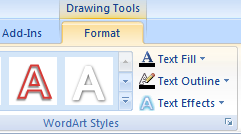 Drawing Tools
Add-Ins Format
A A
A Text Fill
Text Outline
A Text Effects
WordArt Styles